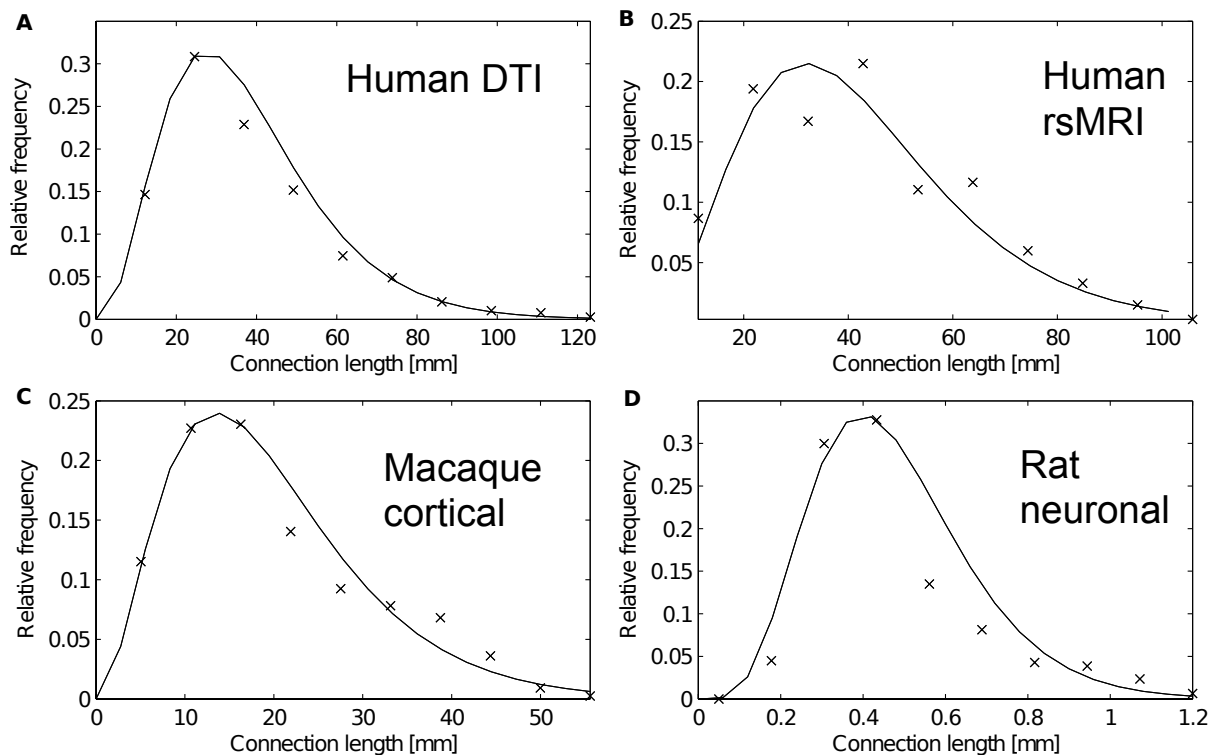 A
Relative frequency
0.3
0.25
0.2
0.15
0.1
0.05
0
Human DTI
0 20 40 60 80 100 120
Connection length [mm]
B
Relative frequency
0.25
0.2
0.15
0.1
0.05
Human
rsMRI
20 40 60 80 100
Connection length [mm]
C
Relative frequency
0.25
0.2
0.15
0.1
0.05
0
Macaque
cortical
0 10 20 30 40 50
Connection length [mm]
D
Relative frequency
0.3
0.25
0.2
0.15
0.1
0.05
0
Rat
neuronal
0 0.2 0.4 0.6 0.8 1 1.2
Connection length [mm]